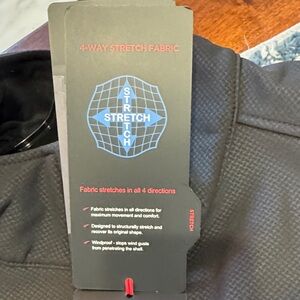 4-WAY STRETCH FABRIC
STRETCH
STRETCH
Fabric stretches in all 4 directions
Fabric stretches in all directions for
maximum movement and comfort.
Designed to structurally stretch and
recover its original shape.
Windproof - stops wind gusts
from penetrating the shell.
STRETCH